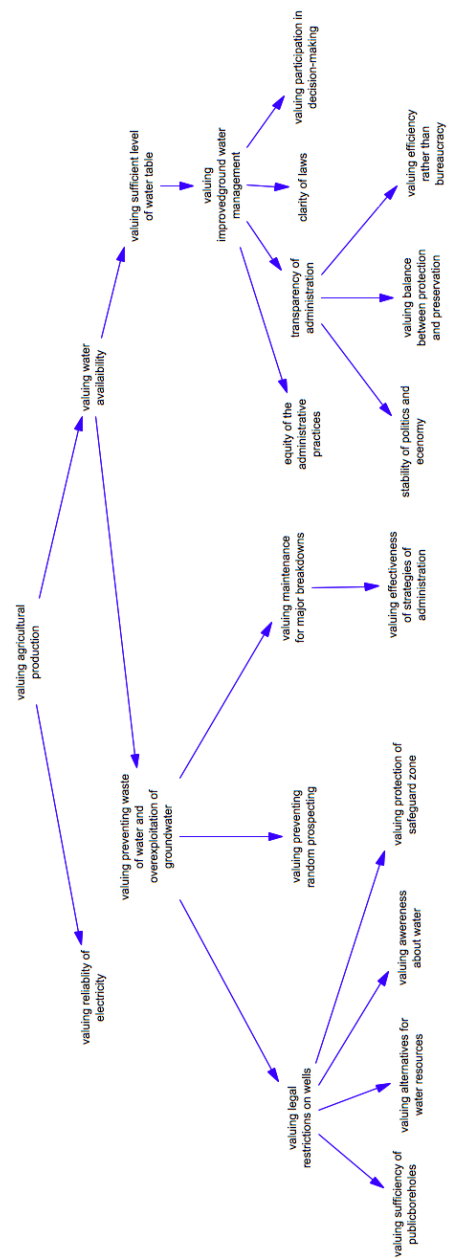 valuing agricultural
production
valuing reliablity of
electricity
valuing water
availaibility
valuing preventing waste
of water and
overexploitation of
groundwater
valuing sufficient level
of water table
valuing legal
restrictions on wells
valuing preventing
random prospecting
valuing maintenance
for major breakdowns
valuing
improvedground water
management
valuing sufficiency of
publicboreholes
valuing alternatives for
water resources
valuing awereness
about water
valuing protection of
safeguard zone
valuing effectiveness
of strategies of
administration
equity of the
administrative
practices
transparency of
administration
clarity of laws
valuing participation in
decision-making
stability of politics and
ecenomy
valuing balance
between protection
and preservation
valuing efficiency
rather than
bureaucracy